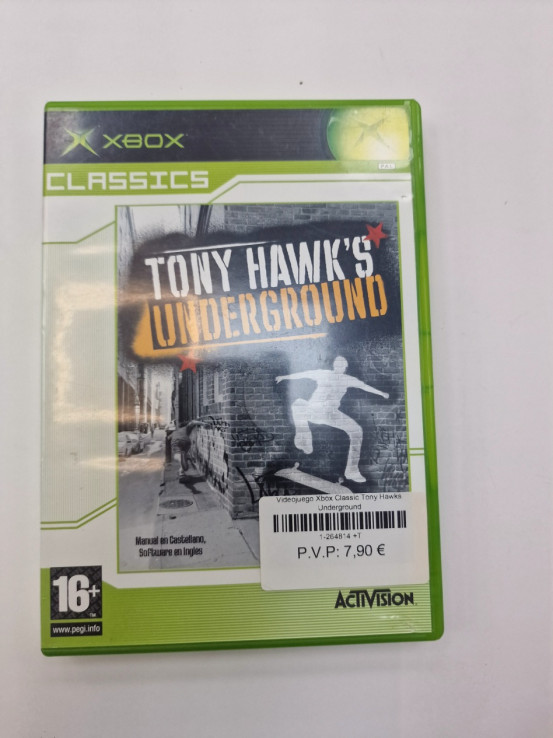 XBOX
CLASSICS
TONY HAWK'S
UNDERGROUND
Manual en Castellano,
Software en Inglés
Videojuego Xbox Classic Tony Hawks
Underground
1-264814 +T
P.V.P: 7,90 €
16+
www.pegi.info
ACTIVISION